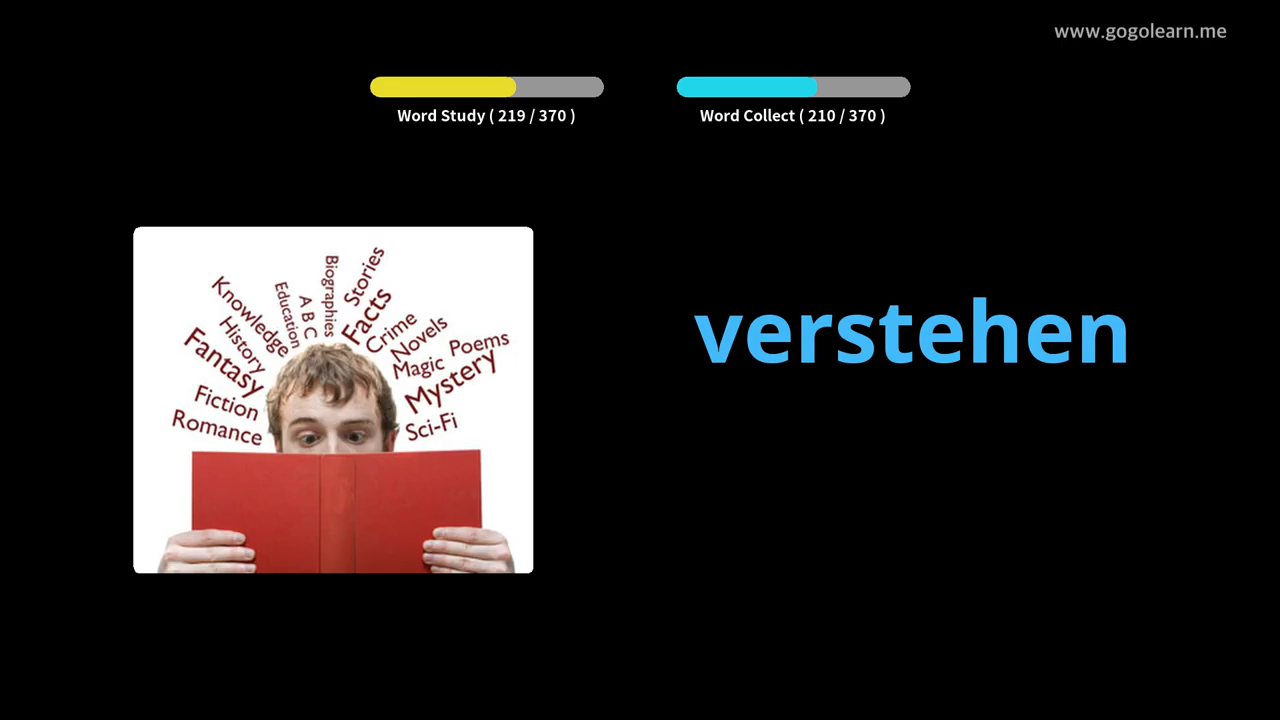 www.gogolearn.me
Word Study ( 219 / 370 )
Word Collect ( 210 / 370 )
verstehen
Romance
Fiction
Fantasy
History
Knowledge
Education
A B C
Biographies
Stories
Facts
Crime
Novels
Magic
Poems
Mystery
Sci-Fi